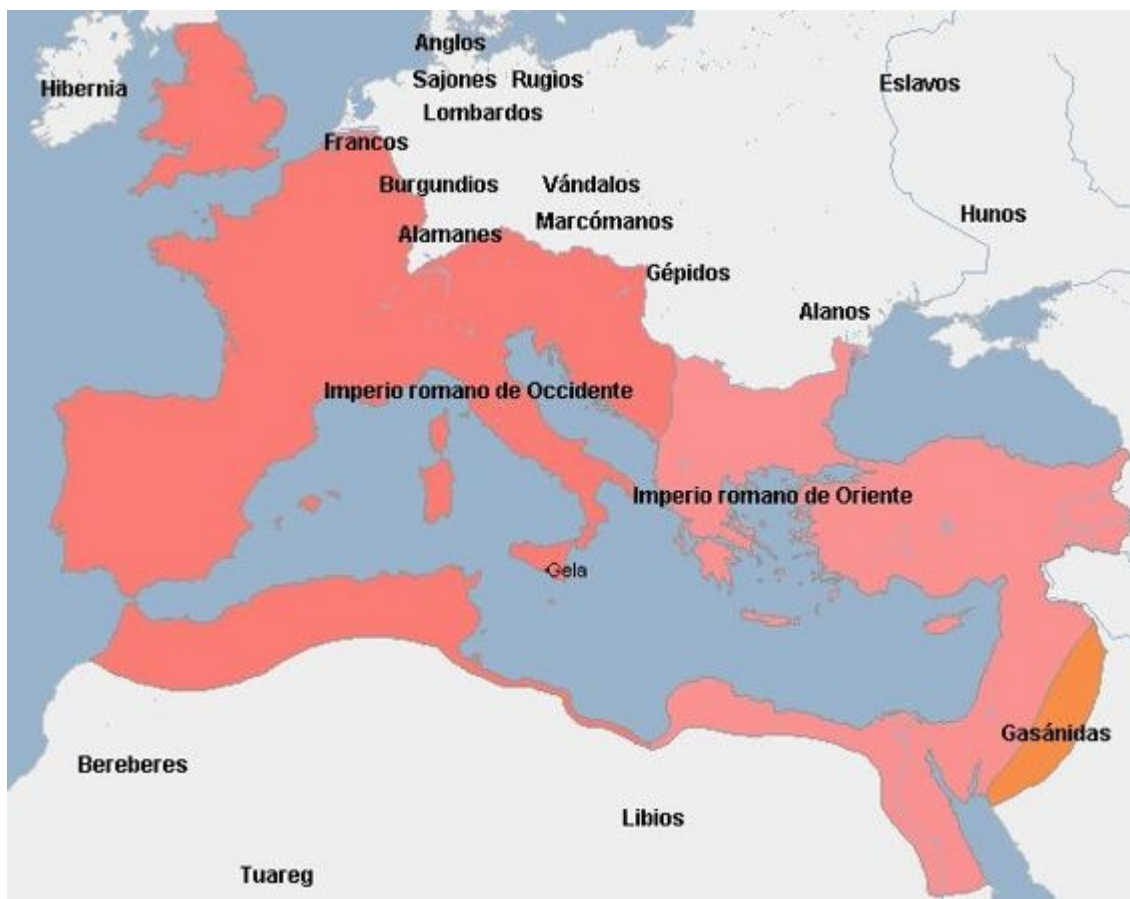 Anglos
Hibernia
Sajones
Rugios
Eslavos
Lombardos
Francos
Burgundios
Vándalos
Hunos
Marcómanos
Alamanes
Gépidos
Alanos
Imperio romano de Occidente
Imperio romano de Oriente
Gela
Gasánidas
Bereberes
Libios
Tuareg